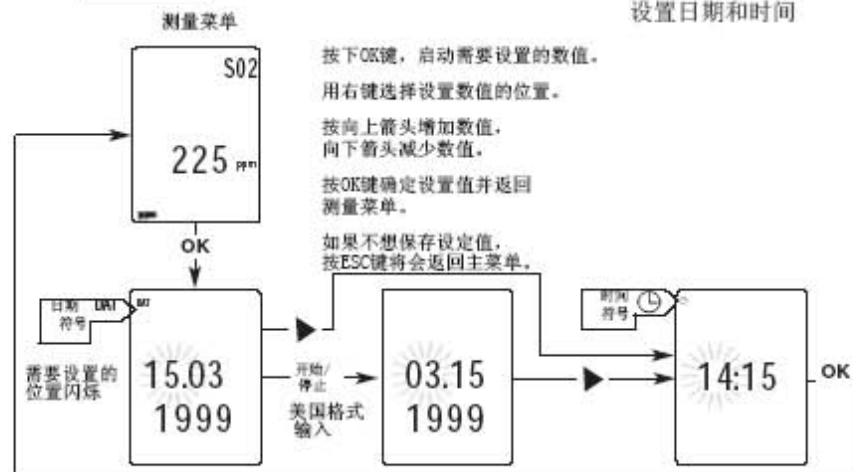 设置日期和时间
测量菜单
S02
225 ppm
按下OK键，启动需要设置的数值。
用右键选择设置数值的位置。
按向上箭头增加数值，
向下箭头减少数值。
按OK键确定设置值并返回
测量菜单。
如果不想保存设定值，
按ESC键将会返回主菜单。
OK
日期 DAT
符号
DAT
需要设置的
位置闪烁
15.03
1999
开始/
停止
美国格式
输入
03.15
1999
时间
符号
14:15
OK